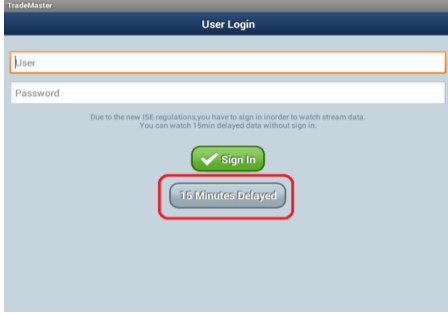 TradeMaster
User Login
User
Password
Due to the new ISE regulations,you have to sign in inorder to watch stream data.
You can watch 15min delayed data without sign in.
Sign In
15 Minutes Delayed